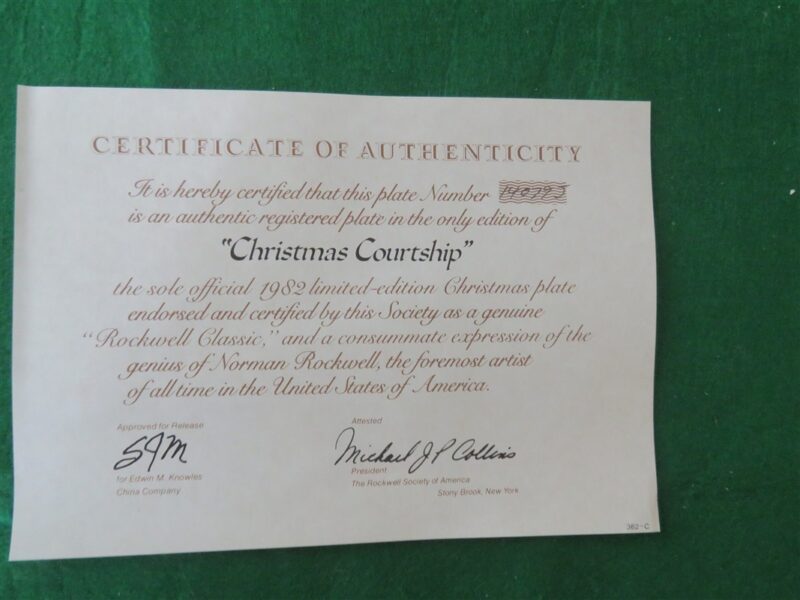 CERTIFICATE OF AUTHENTICITY
It is hereby certified that this plate Number
is an authentic registered plate in the only edition of
"Christmas Courtship"
the sole official 1982 limited-edition Christmas plate
endorsed and certified by this Society as a genuine
"Rockwell Classic," and a consummate expression of the
genius of Norman Rockwell, the foremost artist
of all time in the United States of America.
Approved for Release
SJM
for Edwin M. Knowles
China Company
Attested
Michael J P Collins
President
The Rockwell Society of America
Stony Brook, New York
362-C